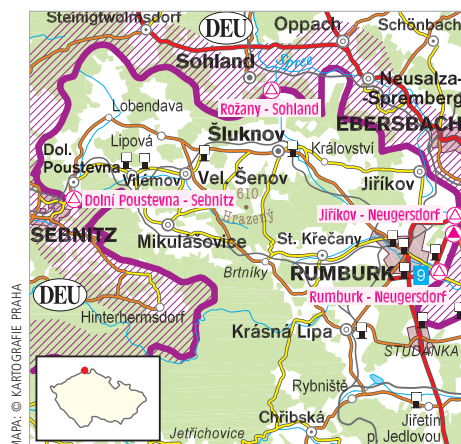 Steinigtwolmsdorf
DEU
Oppach
Schönbach
Sohland
Spree
Neusalza-
-Spremberg
Rožany - Sohland
Lobendava
EBERSBACH
Lipová
Šluknov
Království
Dol.
Poustevna
Vilémov
Vel. Šenov
Jiříkov
610
Hrazený
Dolní Poustevna - Sebnitz
Jiříkov - Neugersdorf
SEBNITZ
Mikulášovice
St. Křečany
Brtníky
RUMBURK
9
DEU
Rumburk - Neugersdorf
Hinterhermsdorf
Krásná Lípa
STUDÁNKA
Rybniště
Chřibská
Jiřetín
p. Jedlovou
Jetřichovice
MAPA: © KARTOGRAFIE PRAHA